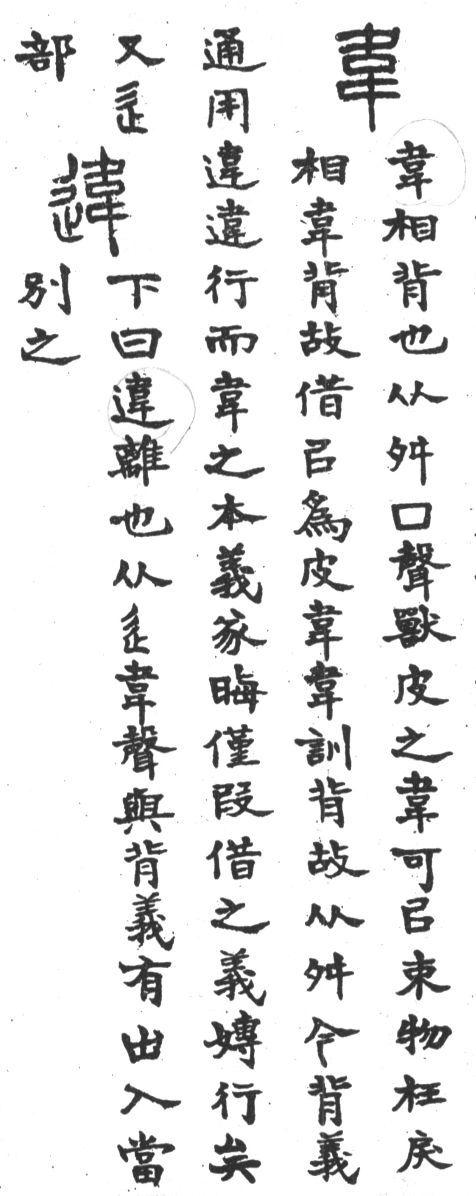 韋
韋相背也从舛口聲獸皮之韋可㠯束物枉戾
相韋背故借㠯爲皮韋韋訓背故从舛今背義
通用違違行而韋之本義㒸晦僅叚借之義嫥行矣
又辵
部
違
下曰違離也从辵韋聲與背義有出入當
別之